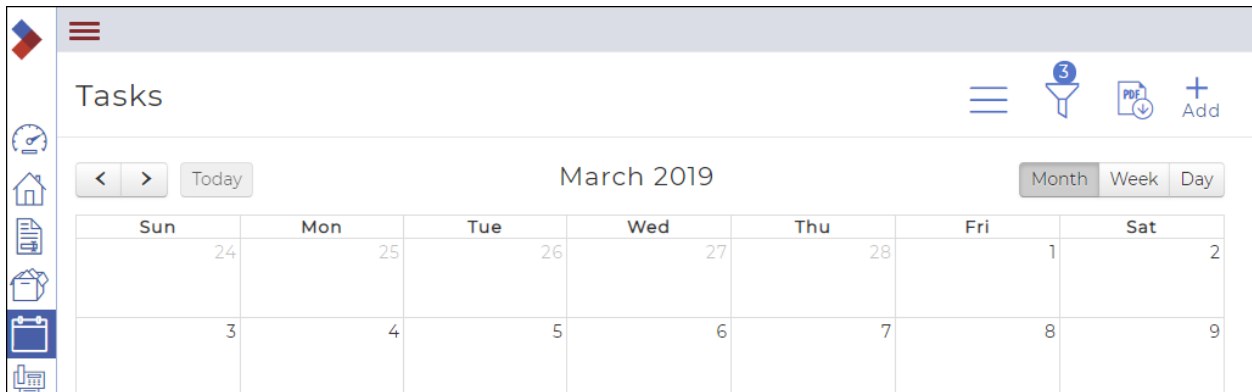 3
Tasks
PDF
Add
Today
March 2019
Month Week Day
Sun Mon Tue Wed Thu Fri Sat
24 25 26 27 28 1 2
3 4 5 6 7 8 9